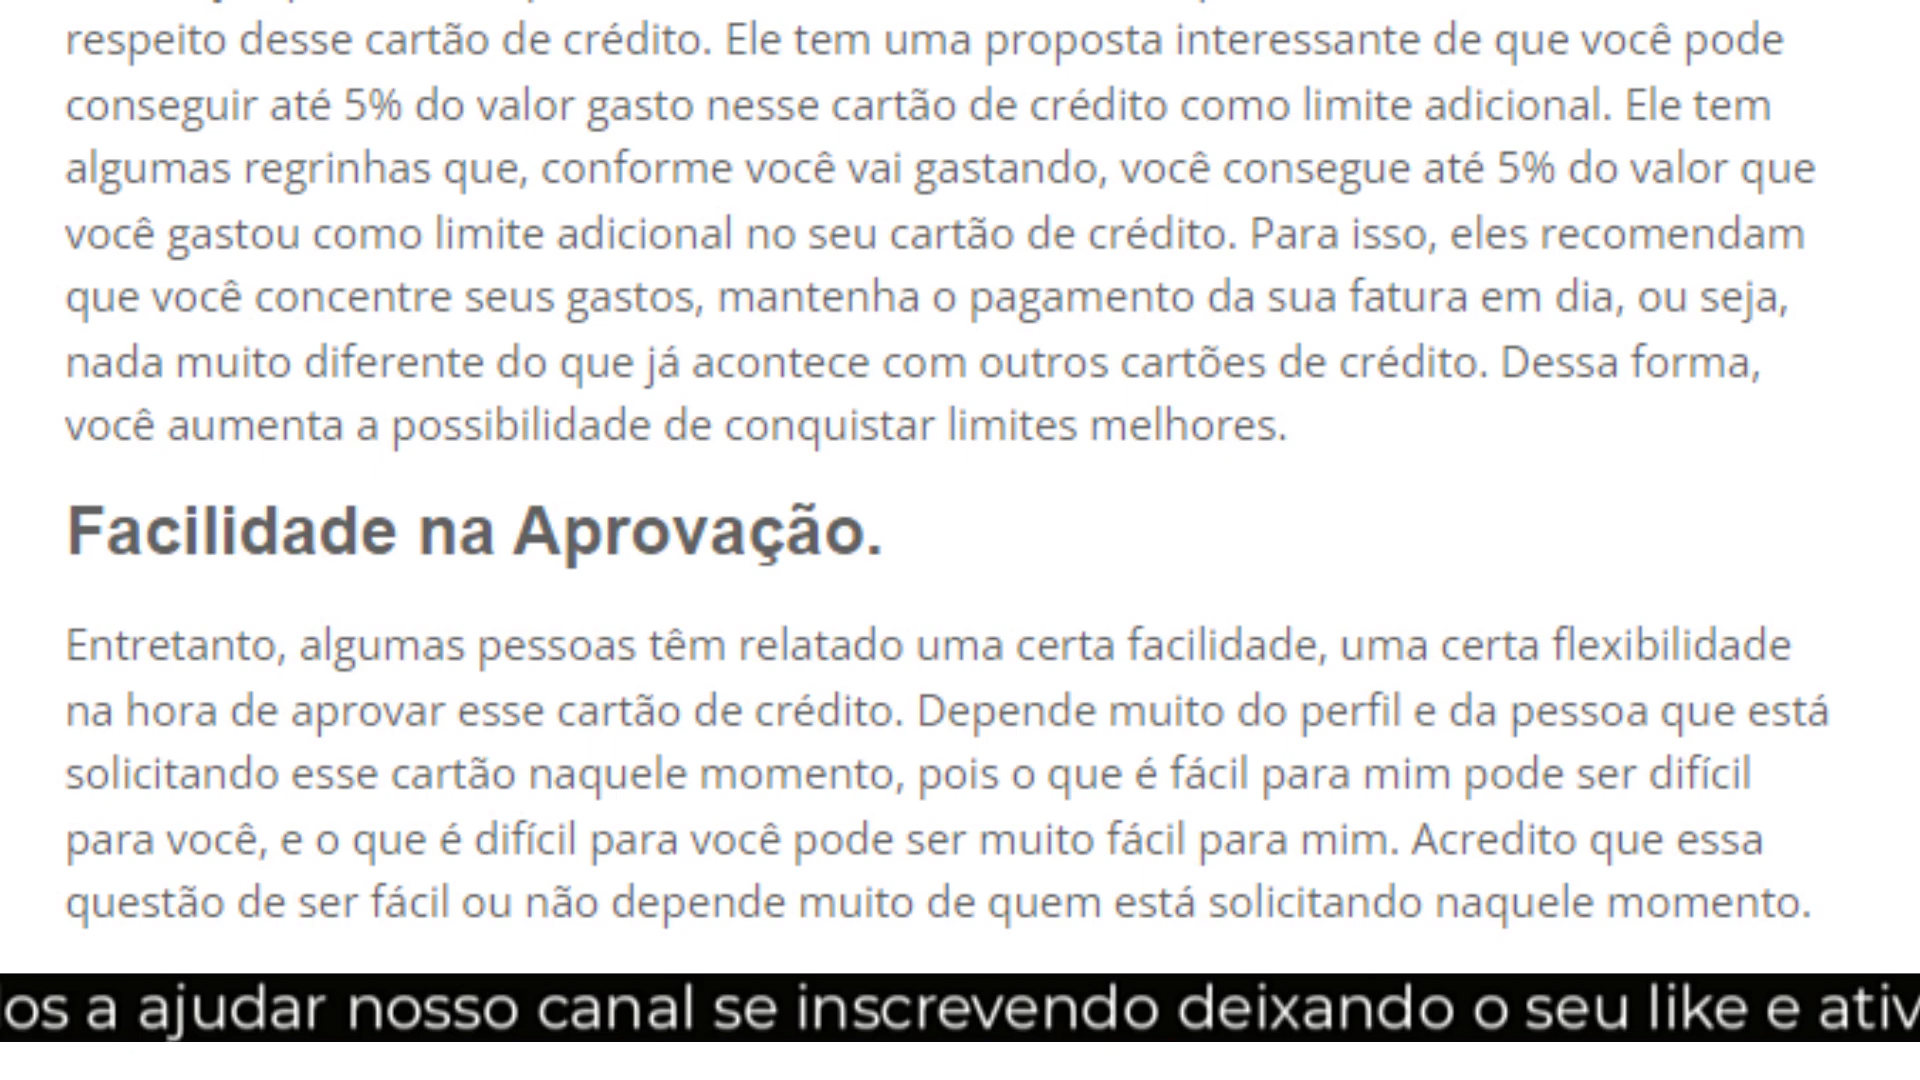 respeito desse cartão de crédito. Ele tem uma proposta interessante de que você pode
conseguir até 5% do valor gasto nesse cartão de crédito como limite adicional. Ele tem
algumas regrinhas que, conforme você vai gastando, você consegue até 5% do valor que
você gastou como limite adicional no seu cartão de crédito. Para isso, eles recomendam
que você concentre seus gastos, mantenha o pagamento da sua fatura em dia, ou seja,
nada muito diferente do que já acontece com outros cartões de crédito. Dessa forma,
você aumenta a possibilidade de conquistar limites melhores.
Facilidade na Aprovação.
Entretanto, algumas pessoas têm relatado uma certa facilidade, uma certa flexibilidade
na hora de aprovar esse cartão de crédito. Depende muito do perfil e da pessoa que está
solicitando esse cartão naquele momento, pois o que é fácil para mim pode ser difícil
para você, e o que é difícil para você pode ser muito fácil para mim. Acredito que essa
questão de ser fácil ou não depende muito de quem está solicitando naquele momento.
los a ajudar nosso canal se inscrevendo deixando o seu like e ativ